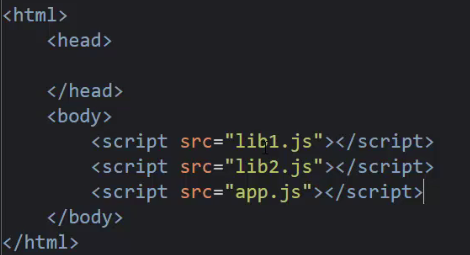 <html>
<head>
</head>
<body>
<script src="lib1.js"></script>
<script src="lib2.js"></script>
<script src="app.js"></script>
</body>
</html>